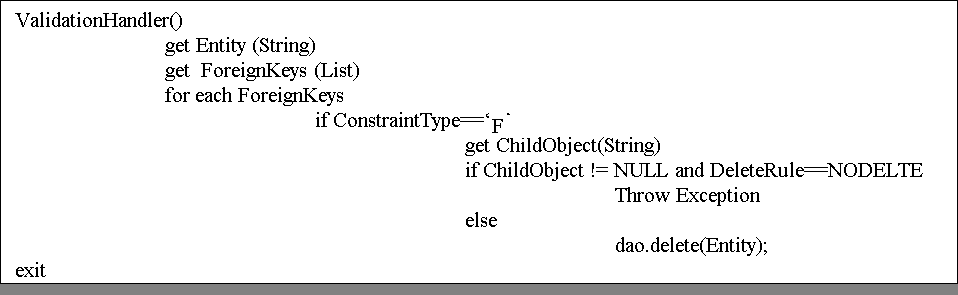 ValidationHandler()
get Entity (String)
get ForeignKeys (List)
for each ForeignKeys
if ConstraintType==‘F´
get ChildObject(String)
if ChildObject != NULL and DeleteRule==NODELTE
Throw Exception
else
dao.delete(Entity);
exit